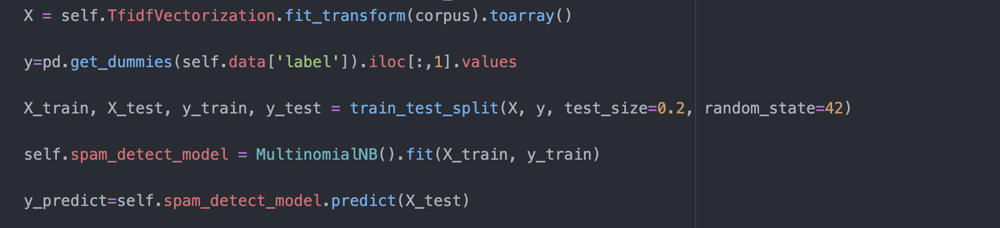 X = self.TfidfVectorization.fit_transform(corpus).toarray()
y=pd.get_dummies(self.data['label']).iloc[:,1].values
X_train, X_test, y_train, y_test = train_test_split(X, y, test_size=0.2, random_state=42)
self.spam_detect_model = MultinomialNB().fit(X_train, y_train)
y_predict=self.spam_detect_model.predict(X_test)